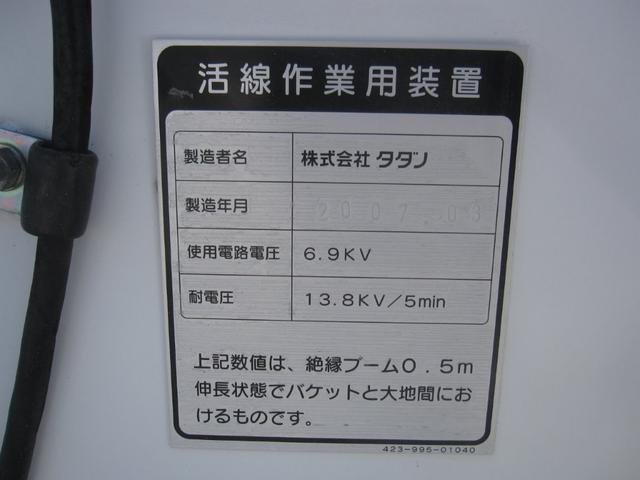 活線作業用装置
製造者名 株式会社 タダノ
製造年月 2007.03
使用電路電圧 6.9KV
耐電圧 13.8KV/5min
上記数値は、絶縁ブーム0.5m
伸長状態でバケットと大地間にお
けるものです。
423-995-01040